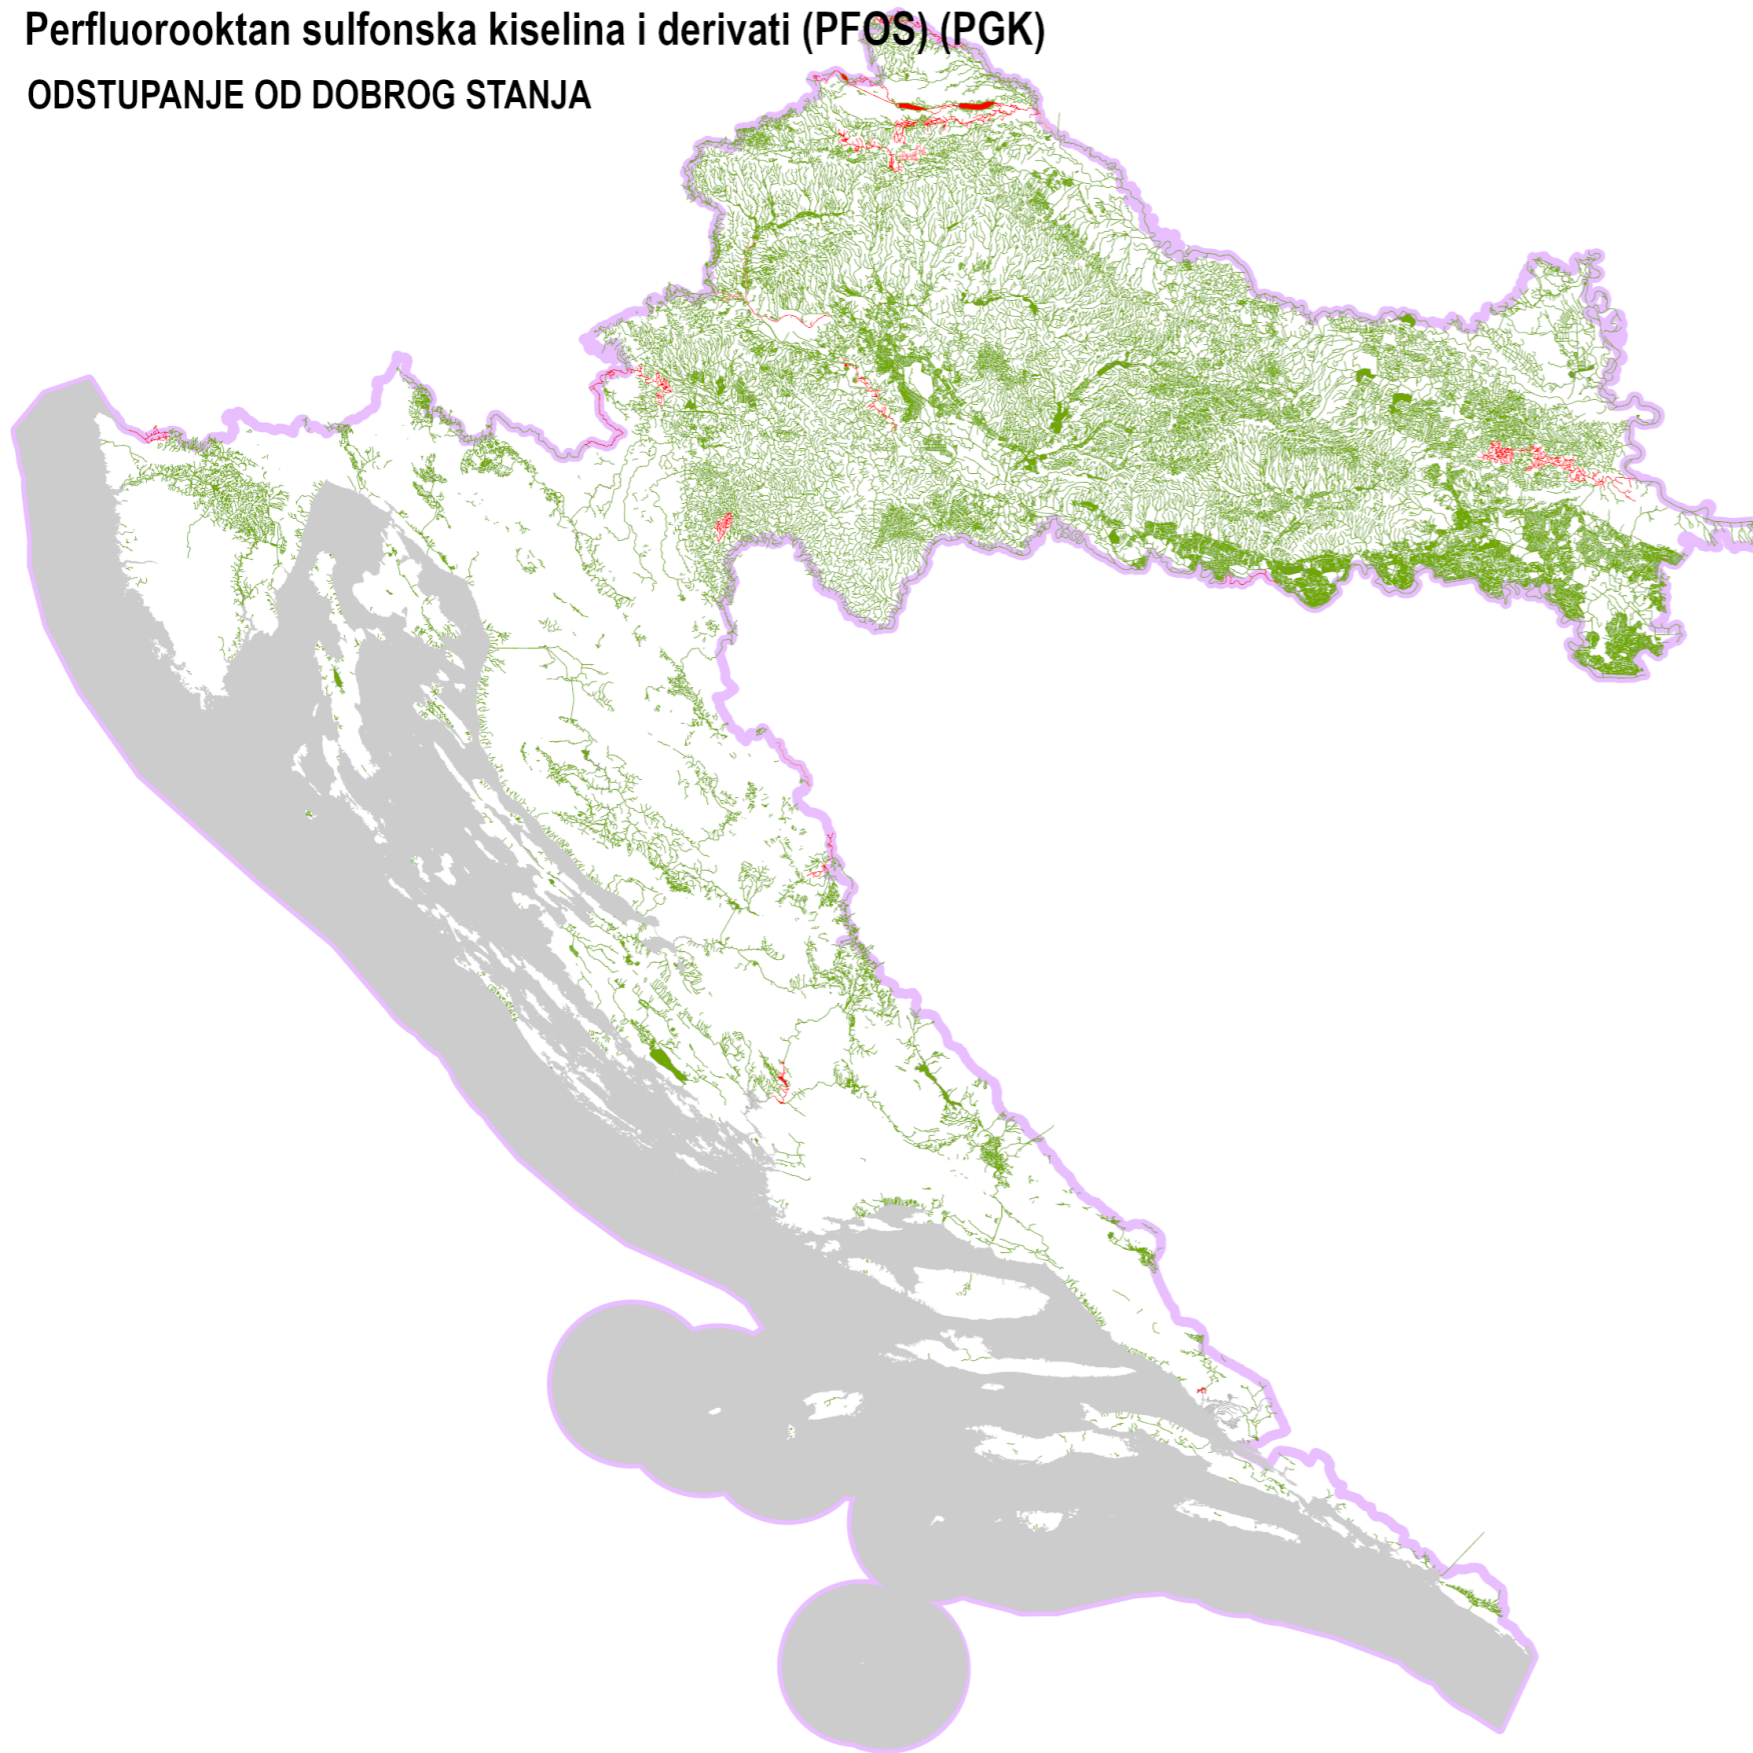 Perfluorooktan sulfonska kiselina i derivati (PFOS) (PGK)
ODSTUPANJE OD DOBROG STANJA